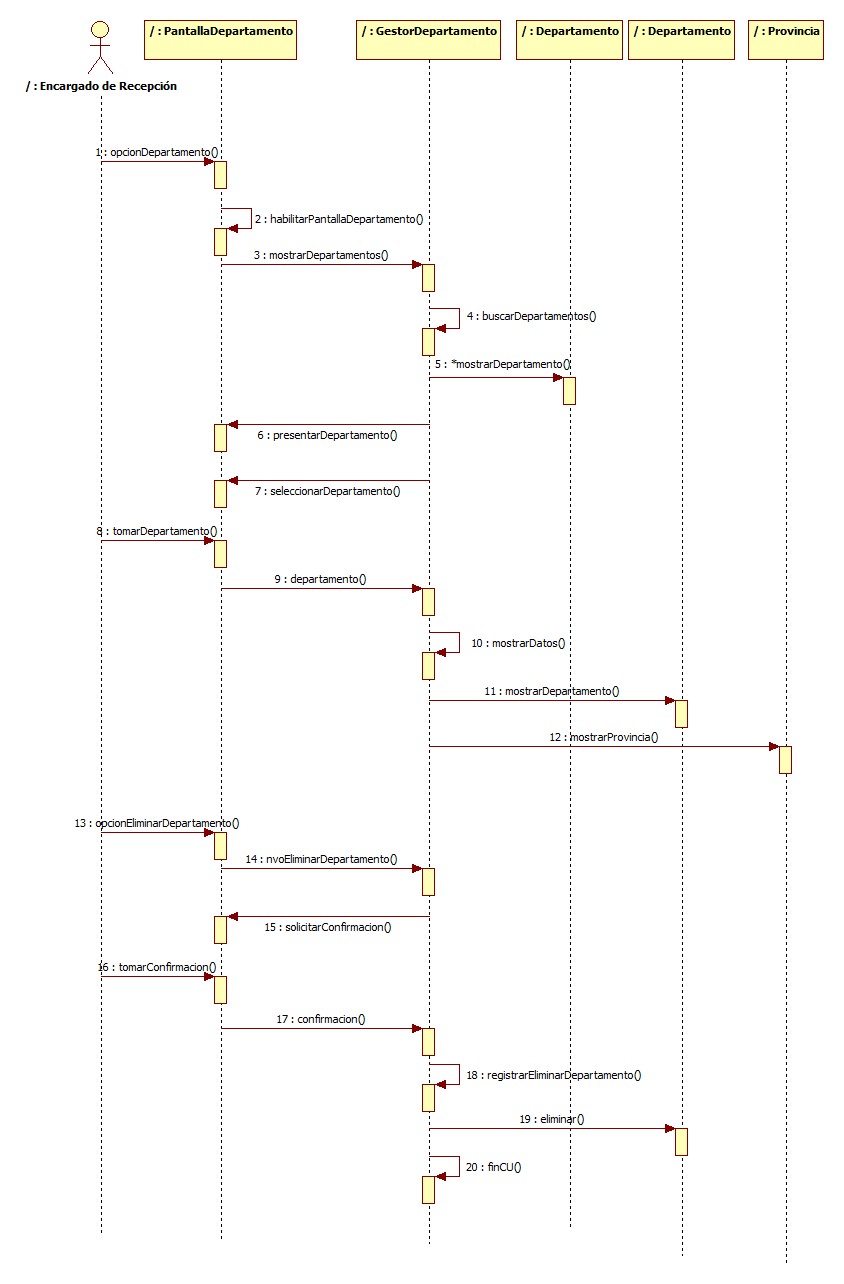 / : PantallaDepartamento
/ : GestorDepartamento
/ : Departamento
/ : Departamento
/ : Provincia
/ : Encargado de Recepción
1 : opcionDepartamento()
2 : habilitarPantallaDepartamento()
3 : mostrarDepartamentos()
4 : buscarDepartamentos()
5 : *mostrarDepartamento()
6 : presentarDepartamento()
7 : seleccionarDepartamento()
8 : tomarDepartamento()
9 : departamento()
10 : mostrarDatos()
11 : mostrarDepartamento()
12 : mostrarProvincia()
13 : opcionEliminarDepartamento()
14 : nvoEliminarDepartamento()
15 : solicitarConfirmacion()
16 : tomarConfirmacion()
17 : confirmacion()
18 : registrarEliminarDepartamento()
19 : eliminar()
20 : finCU()